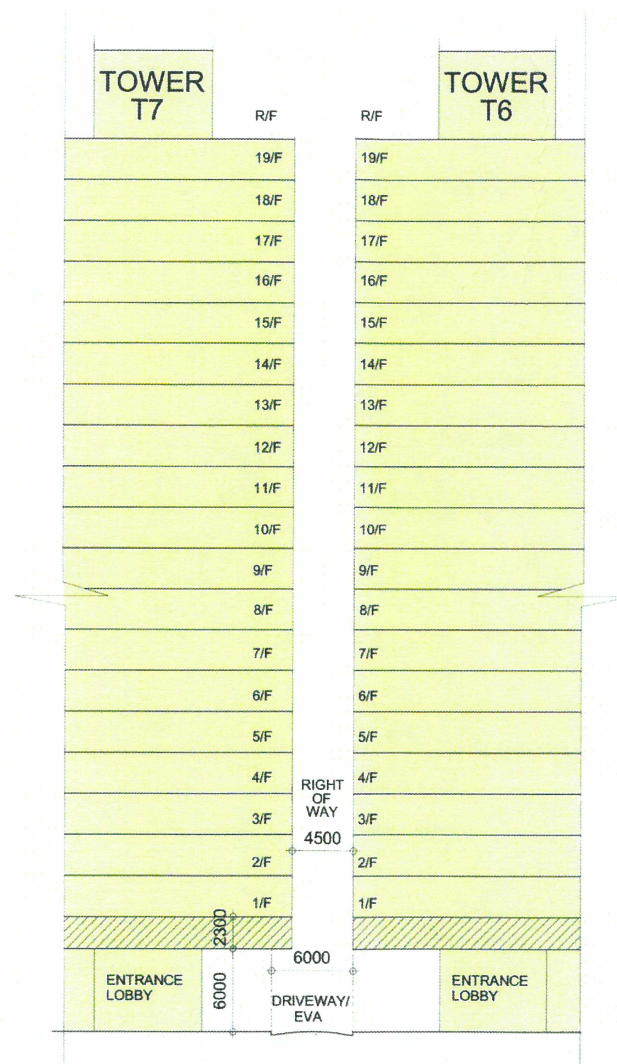 TOWER
T7
TOWER
T6
R/F
R/F
19/F
19/F
18/F
18/F
17/F
17/F
16/F
16/F
15/F
15/F
14/F
14/F
13/F
13/F
12/F
12/F
11/F
11/F
10/F
10/F
9/F
9/F
8/F
8/F
7/F
7/F
6/F
6/F
5/F
5/F
4/F
4/F
RIGHT
OF
WAY
3/F
3/F
4500
2/F
2/F
1/F
1/F
2300
6000
6000
ENTRANCE
LOBBY
DRIVEWAY/
EVA
ENTRANCE
LOBBY